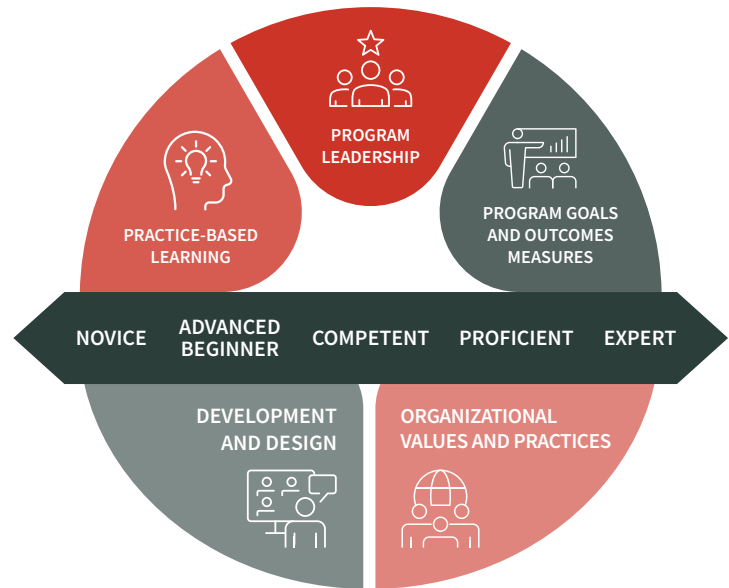 PROGRAM
LEADERSHIP
PRACTICE-BASED
LEARNING
PROGRAM GOALS
AND OUTCOMES
MEASURES
NOVICE
ADVANCED
BEGINNER
COMPETENT
PROFICIENT
EXPERT
DEVELOPMENT
AND DESIGN
ORGANIZATIONAL
VALUES AND PRACTICES